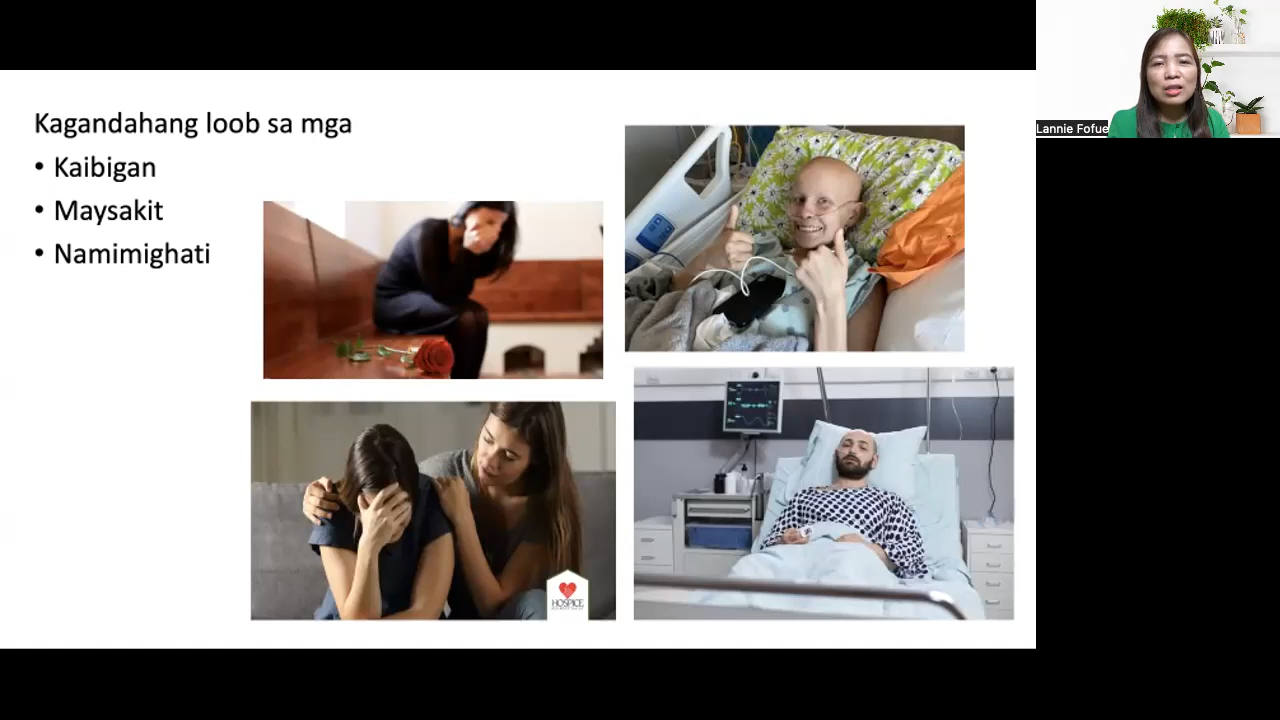 Kagandahang loob sa mga
• Kaibigan
• Maysakit
• Namimighati
HOSPICE
Lannie Fofue